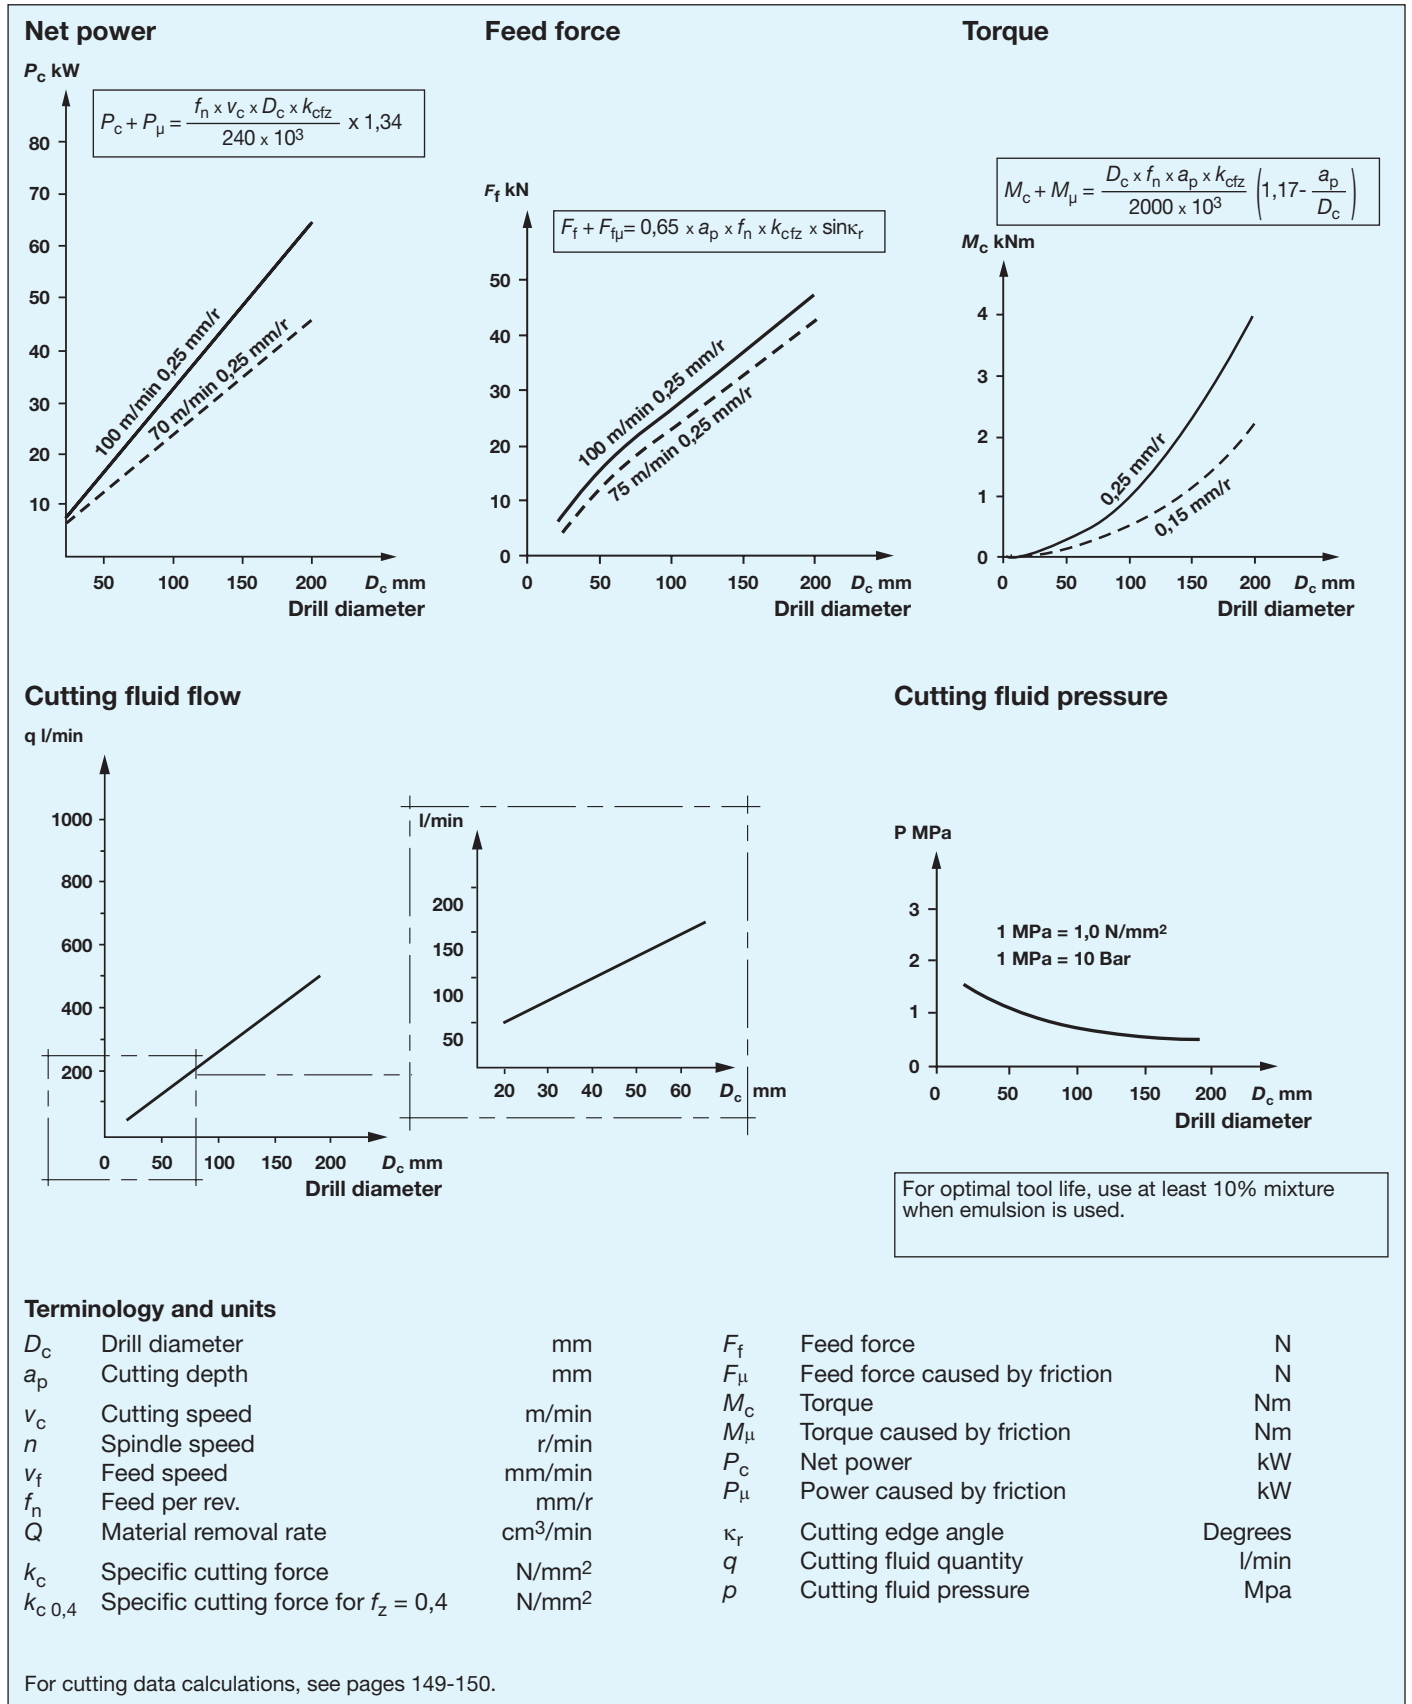 Net power
P_c kW
P_c + P_μ = f_n x v_c x D_c x k_cfz / 240 x 10³ x 1,34
80
70
60
50
40
30
20
10
100 m/min 0,25 mm/r
70 m/min 0,25 mm/r
50 100 150 200 D_c mm
Drill diameter
Feed force
F_f kN
F_f + F_fμ= 0,65 x a_p x f_n x k_cfz x sinκ_r
50
40
30
20
10
0
100 m/min 0,25 mm/r
75 m/min 0,25 mm/r
0 50 100 150 200 D_c mm
Drill diameter
Torque
M_c + M_μ = D_c x f_n x a_p x k_cfz / 2000 x 10³ (1,17- a_p / D_c)
M_c kNm
4
3
2
1
0
0,25 mm/r
0,15 mm/r
0 50 100 150 200 D_c mm
Drill diameter
Cutting fluid flow
q l/min
1000
800
600
400
200
0 50 100 150 200 D_c mm
Drill diameter
l/min
200
150
100
50
20 30 40 50 60 D_c mm
Cutting fluid pressure
P MPa
3
2
1
0
1 MPa = 1,0 N/mm²
1 MPa = 10 Bar
0 50 100 150 200 D_c mm
Drill diameter
For optimal tool life, use at least 10% mixture
when emulsion is used.
Terminology and units
D_c Drill diameter mm
a_p Cutting depth mm
v_c Cutting speed m/min
n Spindle speed r/min
v_f Feed speed mm/min
f_n Feed per rev. mm/r
Q Material removal rate cm³/min
k_c Specific cutting force N/mm²
k_c 0,4 Specific cutting force for f_z = 0,4 N/mm²
F_f Feed force N
F_μ Feed force caused by friction N
M_c Torque Nm
M_μ Torque caused by friction Nm
P_c Net power kW
P_μ Power caused by friction kW
κ_r Cutting edge angle Degrees
q Cutting fluid quantity l/min
p Cutting fluid pressure Mpa
For cutting data calculations, see pages 149-150.